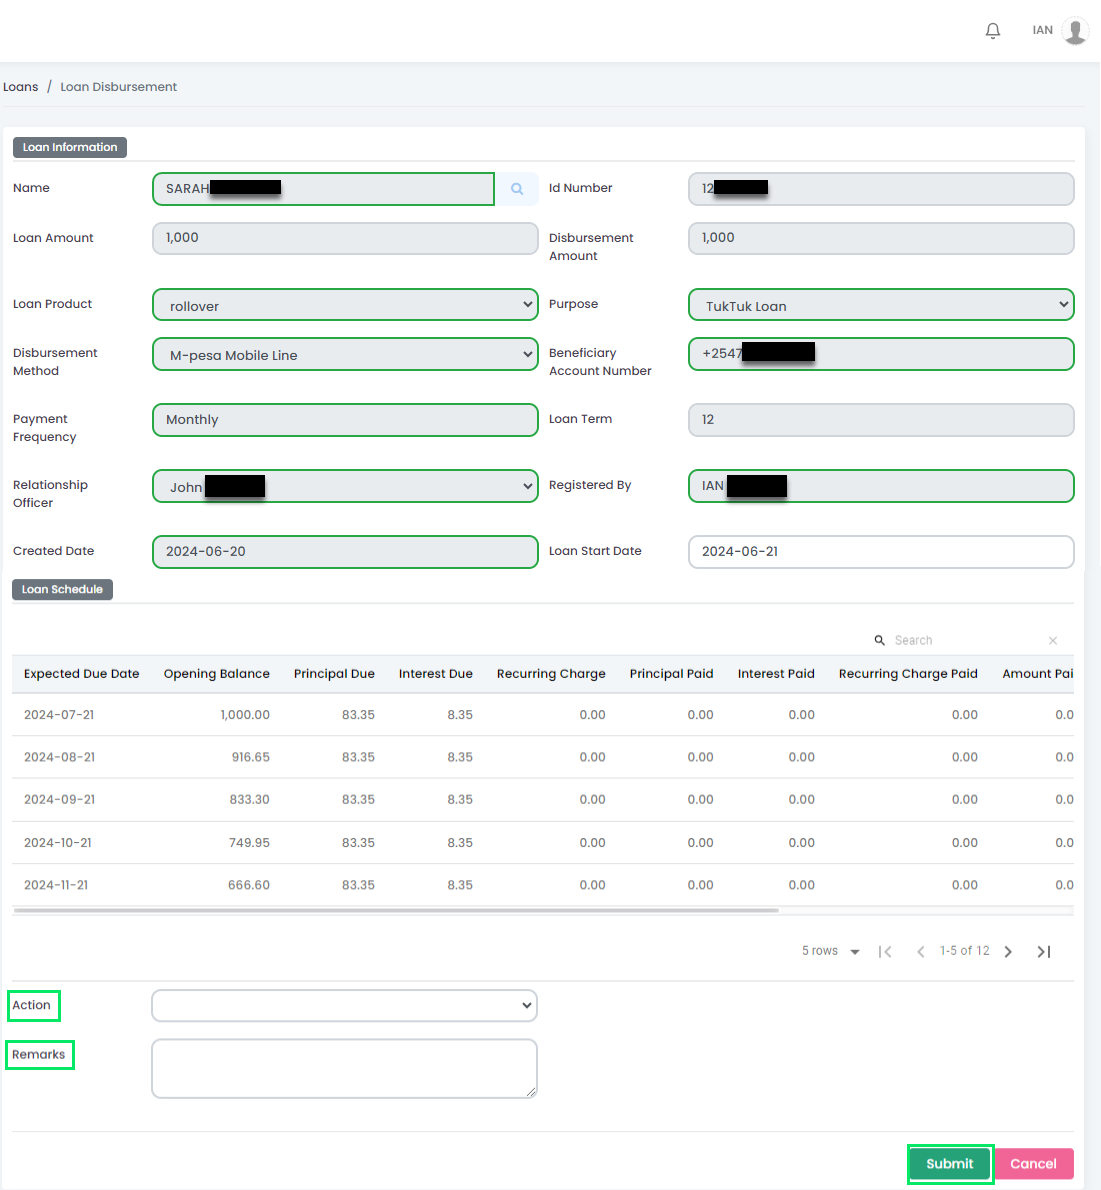 IAN
Loans / Loan Disbursement
Loan Information
Name SARAH Id Number 12
Loan Amount 1,000 Disbursement Amount 1,000
Loan Product rollover Purpose TukTuk Loan
Disbursement Method M-pesa Mobile Line Beneficiary Account Number +2547
Payment Frequency Monthly Loan Term 12
Relationship Officer John Registered By IAN
Created Date 2024-06-20 Loan Start Date 2024-06-21
Loan Schedule
Search
Expected Due Date Opening Balance Principal Due Interest Due Recurring Charge Principal Paid Interest Paid Recurring Charge Paid Amount Pai
2024-07-21 1,000.00 83.35 8.35 0.00 0.00 0.00 0.00 0.0
2024-08-21 916.65 83.35 8.35 0.00 0.00 0.00 0.00 0.0
2024-09-21 833.30 83.35 8.35 0.00 0.00 0.00 0.00 0.0
2024-10-21 749.95 83.35 8.35 0.00 0.00 0.00 0.00 0.0
2024-11-21 666.60 83.35 8.35 0.00 0.00 0.00 0.00 0.0
5 rows 1-5 of 12
Action
Remarks
Submit Cancel